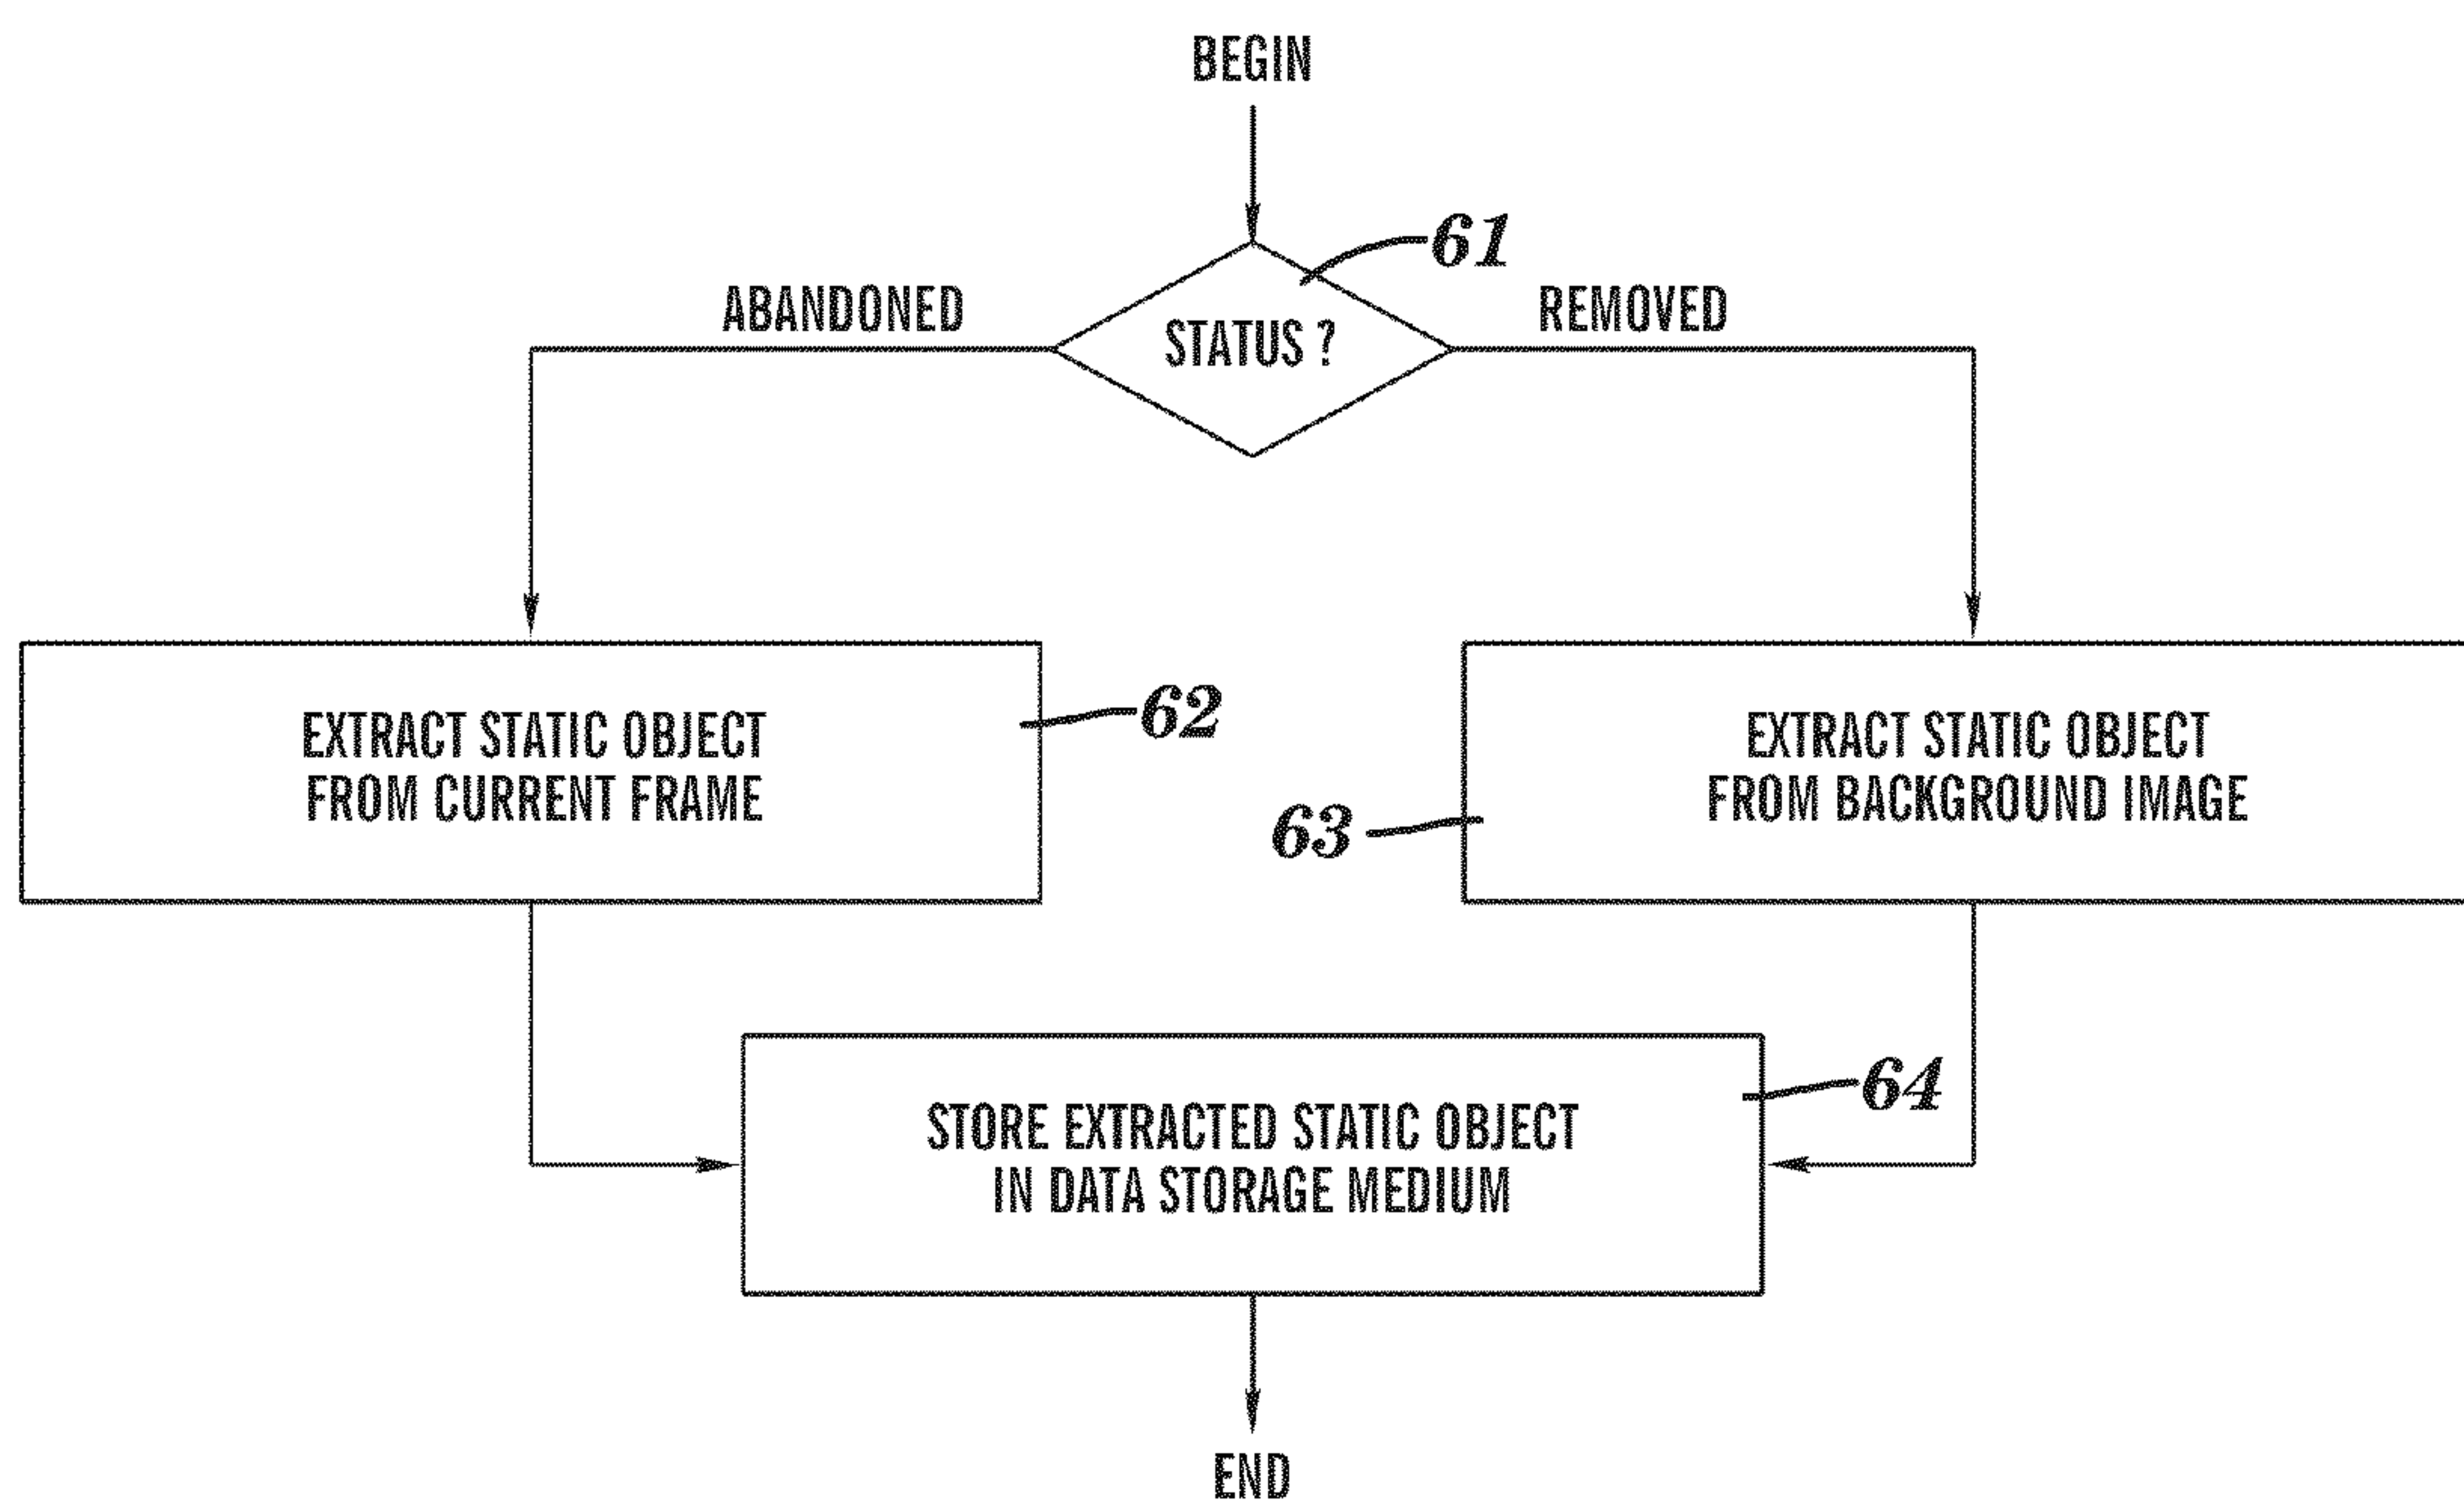 BEGIN
61
ABANDONED
STATUS ?
REMOVED
EXTRACT STATIC OBJECT
FROM CURRENT FRAME
62
63
EXTRACT STATIC OBJECT
FROM BACKGROUND IMAGE
STORE EXTRACTED STATIC OBJECT
IN DATA STORAGE MEDIUM
64
END